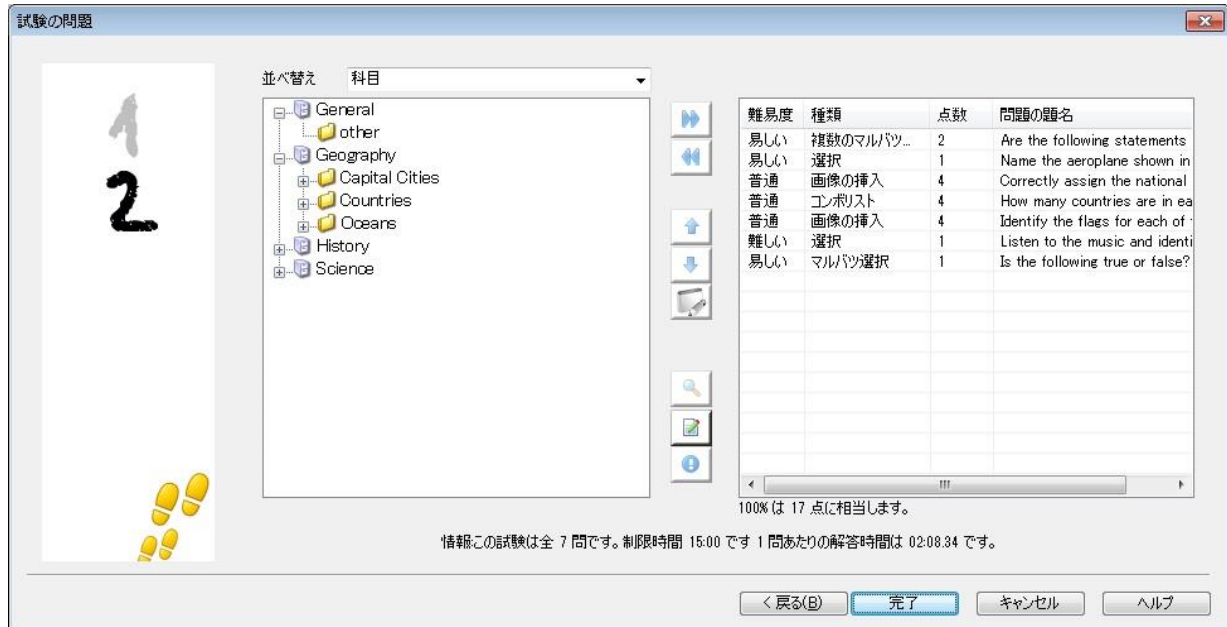 試験の問題
1
2
並べ替え 科目
General
other
Geography
Capital Cities
Countries
Oceans
History
Science
難易度 種類 点数 問題の題名
易しい 複数のマルバツ... 2 Are the following statements
易しい 選択 1 Name the aeroplane shown in
普通 画像の挿入 4 Correctly assign the national
普通 コンボリスト 4 How many countries are in ea
普通 画像の挿入 4 Identify the flags for each of
難しい 選択 1 Listen to the music and identi
易しい マルバツ選択 1 Is the following true or false?
100% は 17 点に相当します。
情報:この試験は全 7 問です。制限時間 15:00 です 1 問あたりの解答時間は 02:08.34 です。
< 戻る(B) 完了 キャンセル ヘルプ